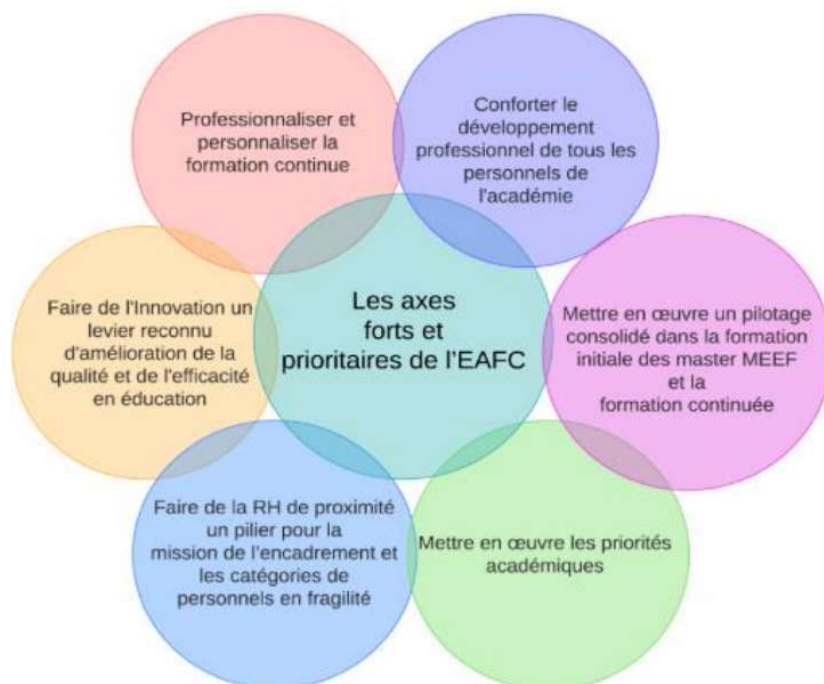 Professionnaliser et
personnaliser la
formation continue
Conforter le
développement
professionnel de tous les
personnels de
l'académie
Faire de l'Innovation un
levier reconnu
d'amélioration de la
qualité et de l'efficacité
en éducation
Les axes
forts et
prioritaires de l'EAFC
Mettre en œuvre un pilotage
consolidé dans la formation
initiale des master MEEF
et la
formation continuée
Faire de la RH de proximité
un pilier pour la
mission de l'encadrement et
les catégories de
personnels en fragilité
Mettre en œuvre les priorités
académiques